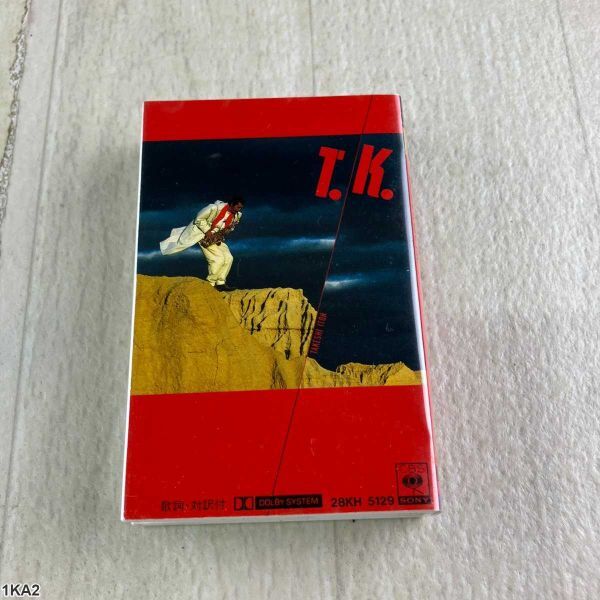 T.K.
TAKESHI ITOH
CBS
SONY
歌詞・対訳付 DOLBY SYSTEM 28KH 5129
1KA2